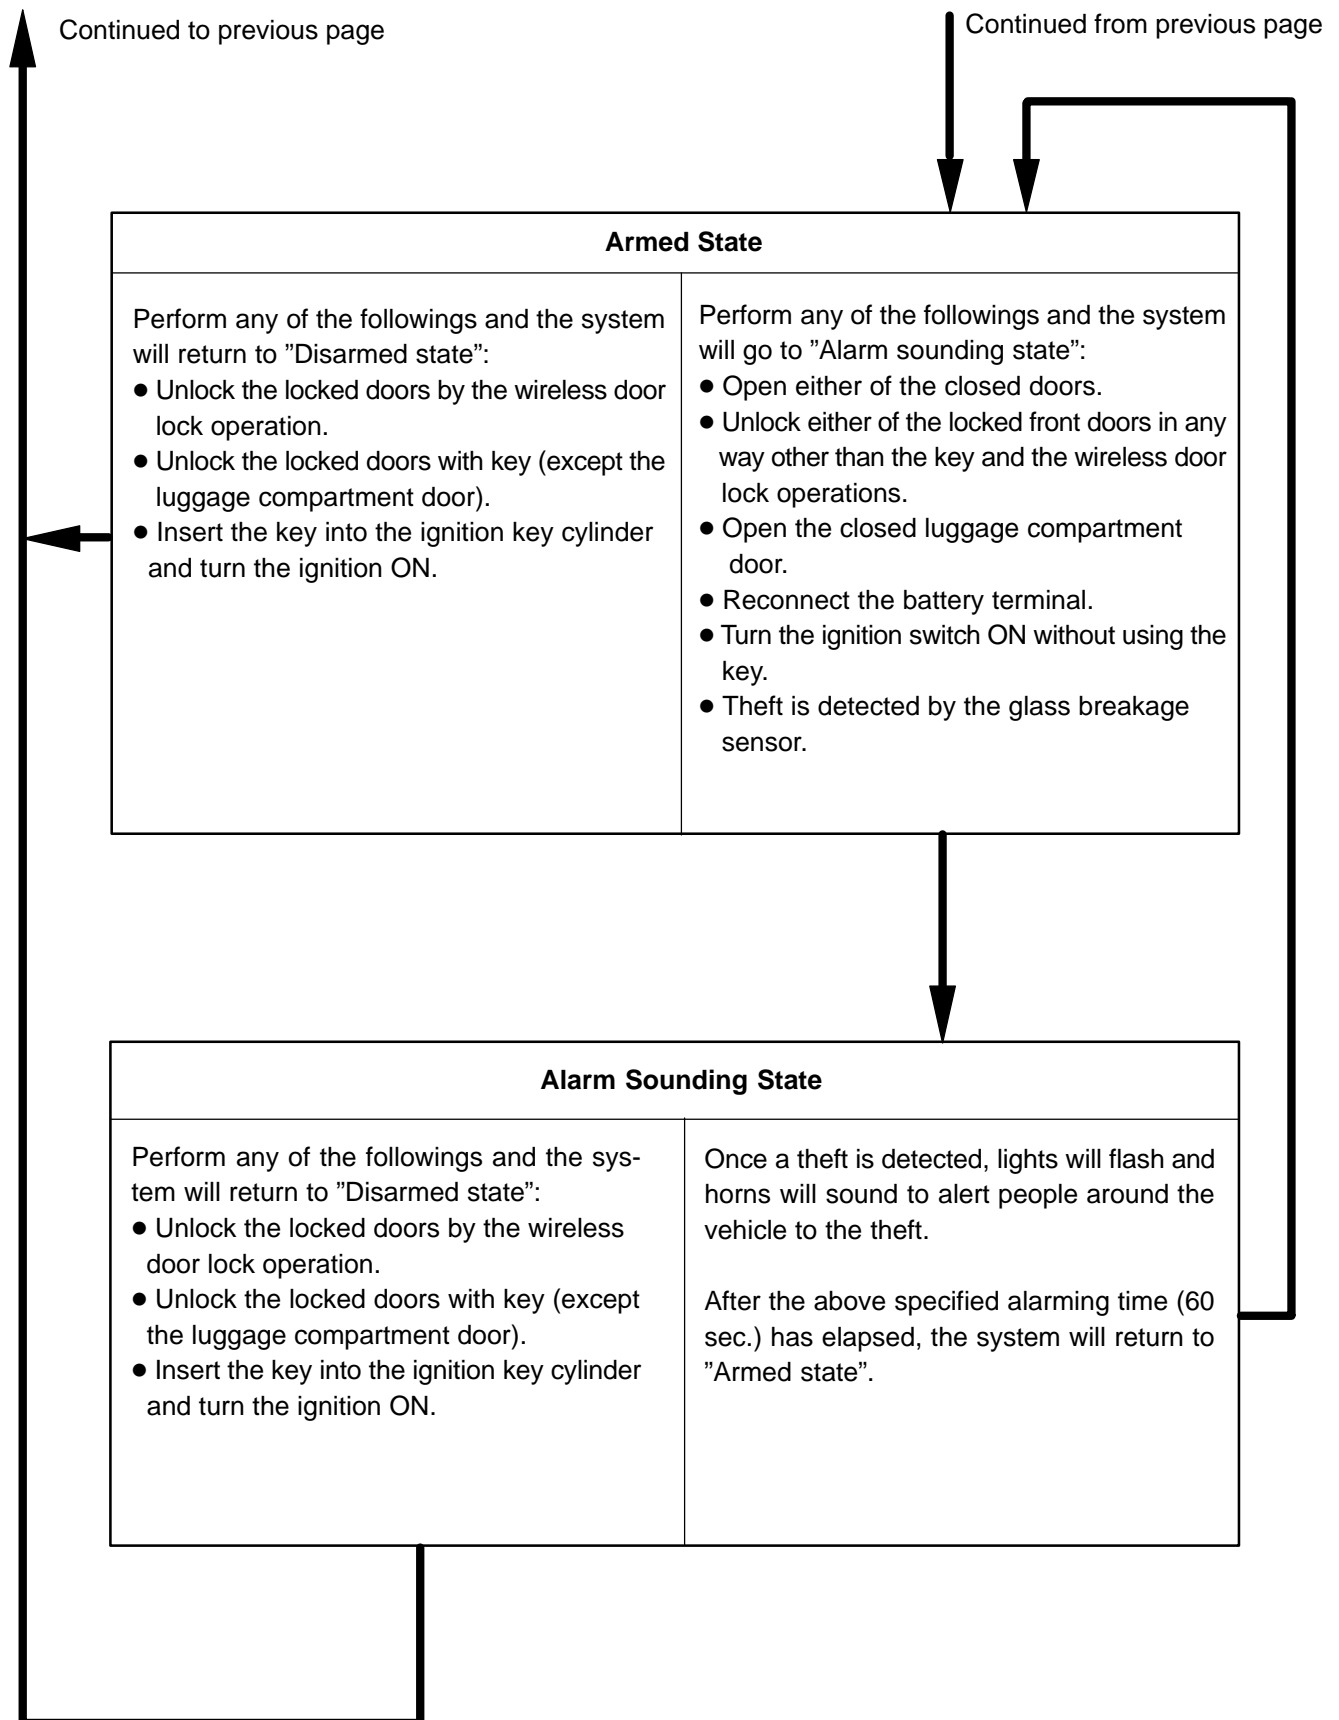 Continued to previous page
Continued from previous page
Armed State
Perform any of the followings and the system
will return to ”Disarmed state”:
● Unlock the locked doors by the wireless door
lock operation.
● Unlock the locked doors with key (except the
luggage compartment door).
● Insert the key into the ignition key cylinder
and turn the ignition ON.
Perform any of the followings and the system
will go to ”Alarm sounding state”:
● Open either of the closed doors.
● Unlock either of the locked front doors in any
way other than the key and the wireless door
lock operations.
● Open the closed luggage compartment
door.
● Reconnect the battery terminal.
● Turn the ignition switch ON without using the
key.
● Theft is detected by the glass breakage
sensor.
Alarm Sounding State
Perform any of the followings and the sys-
tem will return to ”Disarmed state”:
● Unlock the locked doors by the wireless
door lock operation.
● Unlock the locked doors with key (except
the luggage compartment door).
● Insert the key into the ignition key cylinder
and turn the ignition ON.
Once a theft is detected, lights will flash and
horns will sound to alert people around the
vehicle to the theft.
After the above specified alarming time (60
sec.) has elapsed, the system will return to
”Armed state”.